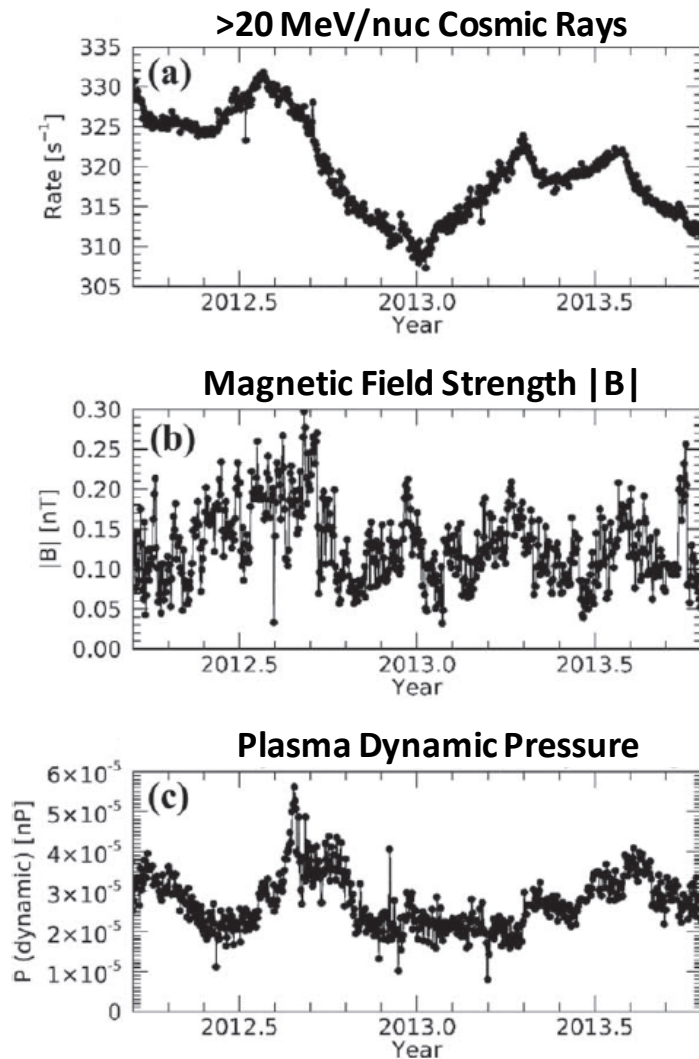 >20 MeV/nuc Cosmic Rays
(a)
Rate [s⁻¹]
335
330
325
320
315
310
305
2012.5 2013.0 2013.5
Year
Magnetic Field Strength |B|
(b)
|B| [nT]
0.30
0.25
0.20
0.15
0.10
0.05
0.00
2012.5 2013.0 2013.5
Year
Plasma Dynamic Pressure
(c)
P (dynamic) [nP]
6×10⁻⁵
5×10⁻⁵
4×10⁻⁵
3×10⁻⁵
2×10⁻⁵
1×10⁻⁵
0
2012.5 2013.0 2013.5
Year